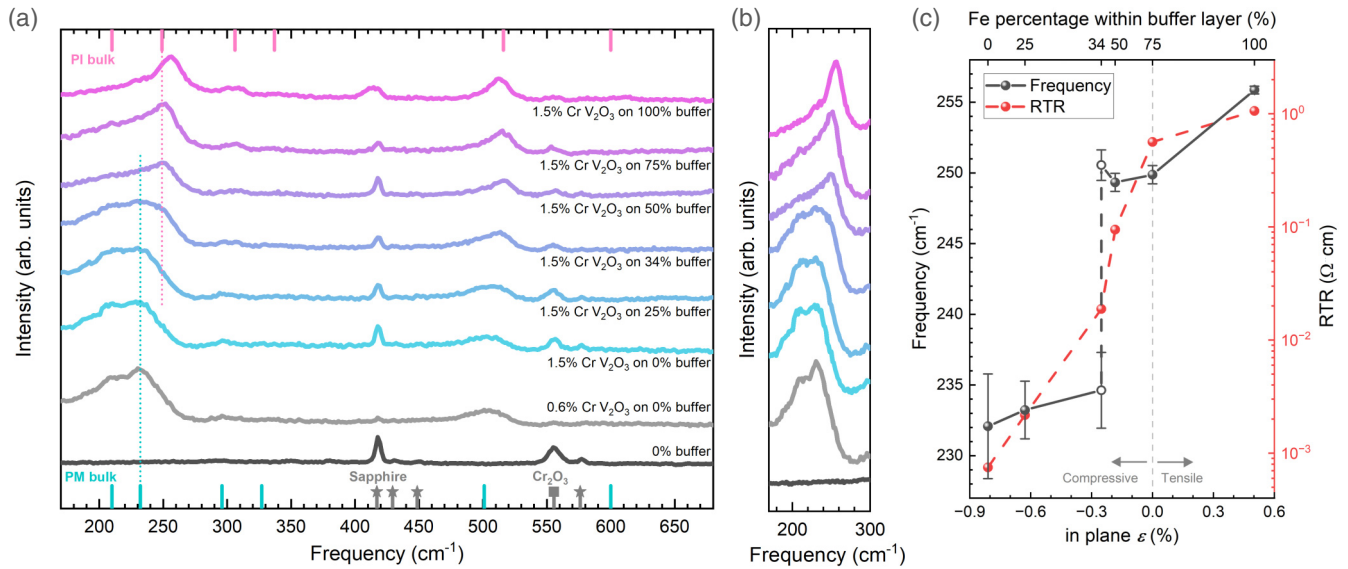 (a)
Intensity (arb. units)
PI bulk
1.5% Cr V₂O₃ on 100% buffer
1.5% Cr V₂O₃ on 75% buffer
1.5% Cr V₂O₃ on 50% buffer
1.5% Cr V₂O₃ on 34% buffer
1.5% Cr V₂O₃ on 25% buffer
1.5% Cr V₂O₃ on 0% buffer
0.6% Cr V₂O₃ on 0% buffer
0% buffer
PM bulk
Sapphire
Cr₂O₃
200 250 300 350 400 450 500 550 600 650
Frequency (cm⁻¹)
(b)
Intensity (arb. units)
200 300
Frequency (cm⁻¹)
(c)
Fe percentage within buffer layer (%)
0 25 34 50 75 100
Frequency
RTR
Frequency (cm⁻¹)
255
250
245
240
235
230
RTR (Ω cm)
10⁰
10⁻¹
10⁻²
10⁻³
Compressive
Tensile
−0.9 −0.6 −0.3 0.0 0.3 0.6
in plane ε (%)